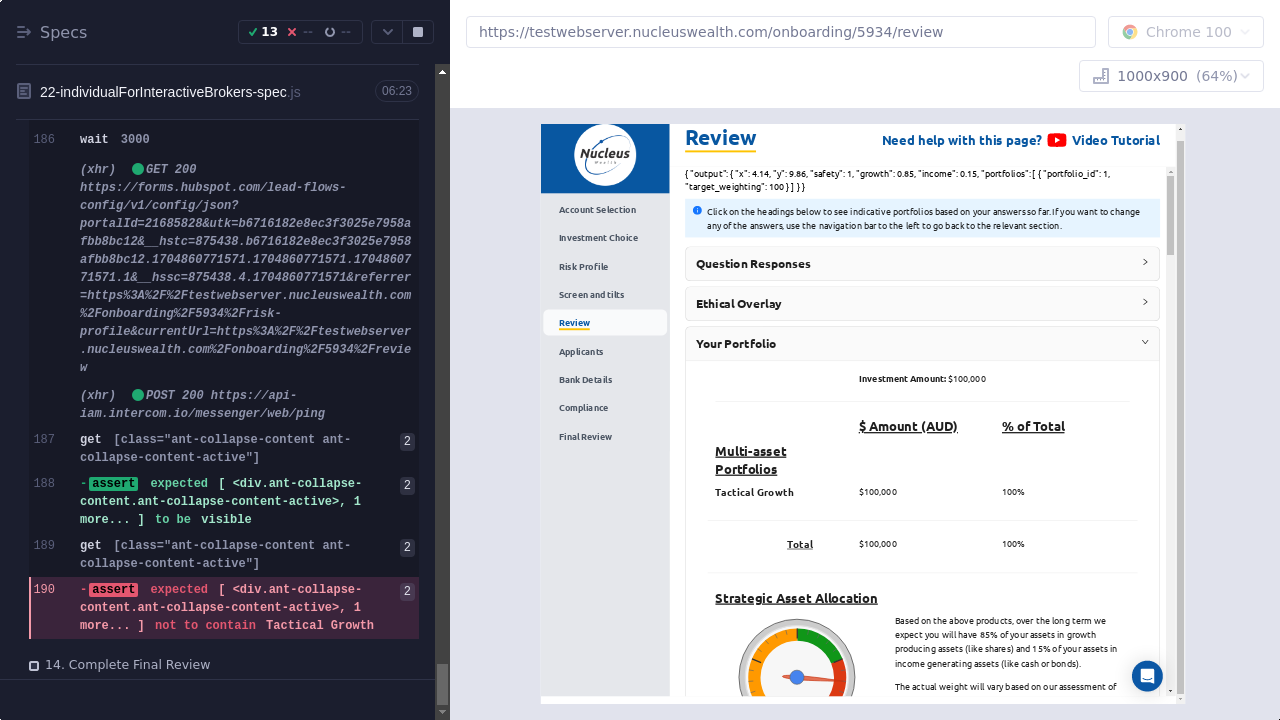 Specs
13
--
--
22-individualForInteractiveBrokers-spec.js
06:23
186 wait 3000
(xhr) GET 200
https://forms.hubspot.com/lead-flows-
config/v1/config/json?
portalId=21685828&utk=b6716182e8ec3f3025e7958a
fbb8bc12&__hstc=875438.b6716182e8ec3f3025e7958
afbb8bc12.1704860771571.1704860771571.17048607
71571.1&__hssc=875438.4.1704860771571&referrer
=https%3A%2F%2Ftestwebserver.nucleuswealth.com
%2Fonboarding%2F5934%2Frisk-
profile&currentUrl=https%3A%2F%2Ftestwebserver
.nucleuswealth.com%2Fonboarding%2F5934%2Frevie
w
(xhr) POST 200 https://api-
iam.intercom.io/messenger/web/ping
187 get [class="ant-collapse-content ant- 2
collapse-content-active"]
188 -assert expected [ <div.ant-collapse- 2
content.ant-collapse-content-active>, 1
more... ] to be visible
189 get [class="ant-collapse-content ant- 2
collapse-content-active"]
190 -assert expected [ <div.ant-collapse- 2
content.ant-collapse-content-active>, 1
more... ] not to contain Tactical Growth
14. Complete Final Review
https://testwebserver.nucleuswealth.com/onboarding/5934/review
Chrome 100
1000x900 (64%)
Nucleus
Wealth
Account Selection
Investment Choice
Risk Profile
Screen and tilts
Review
Applicants
Bank Details
Compliance
Final Review
Review
Need help with this page? Video Tutorial
{ "output": { "x": 4.14, "y": 9.86, "safety": 1, "growth": 0.85, "income": 0.15, "portfolios": [ { "portfolio_id": 1,
"target_weighting": 100 } ] } }
Click on the headings below to see indicative portfolios based on your answers so far. If you want to change
any of the answers, use the navigation bar to the left to go back to the relevant section.
Question Responses
Ethical Overlay
Your Portfolio
Investment Amount: $100,000
$ Amount (AUD) % of Total
Multi-asset
Portfolios
Tactical Growth $100,000 100%
Total $100,000 100%
Strategic Asset Allocation
Based on the above products, over the long term we
expect you will have 85% of your assets in growth
producing assets (like shares) and 15% of your assets in
income generating assets (like cash or bonds).
The actual weight will vary based on our assessment of